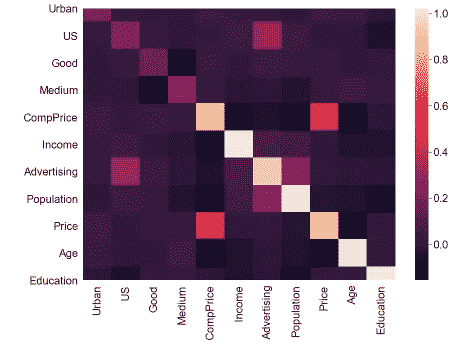 Urban
US
Good
Medium
CompPrice
Income
Advertising
Population
Price
Age
Education
Urban
US
Good
Medium
CompPrice
Income
Advertising
Population
Price
Age
Education
1.0
0.8
0.6
0.4
0.2
0.0